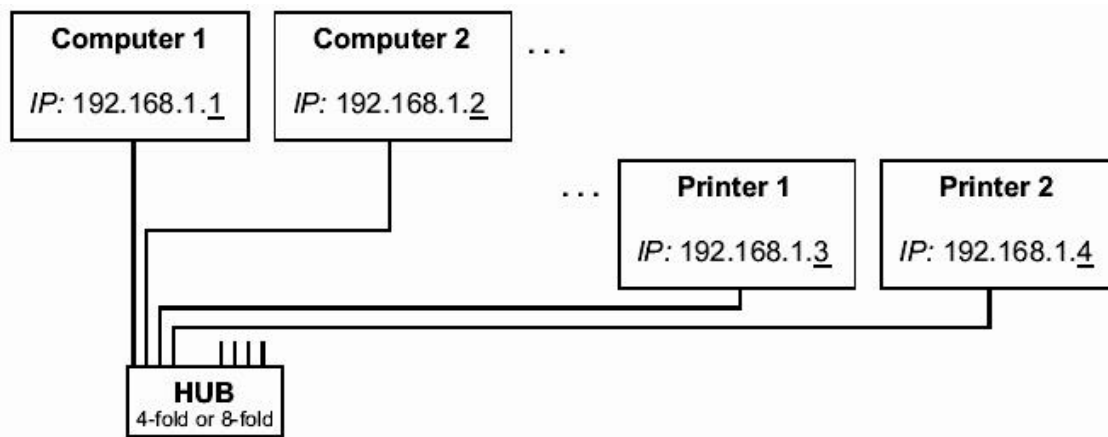 Computer 1
IP: 192.168.1.1
Computer 2
IP: 192.168.1.2
. . .
. . .
Printer 1
IP: 192.168.1.3
Printer 2
IP: 192.168.1.4
HUB
4-fold or 8-fold